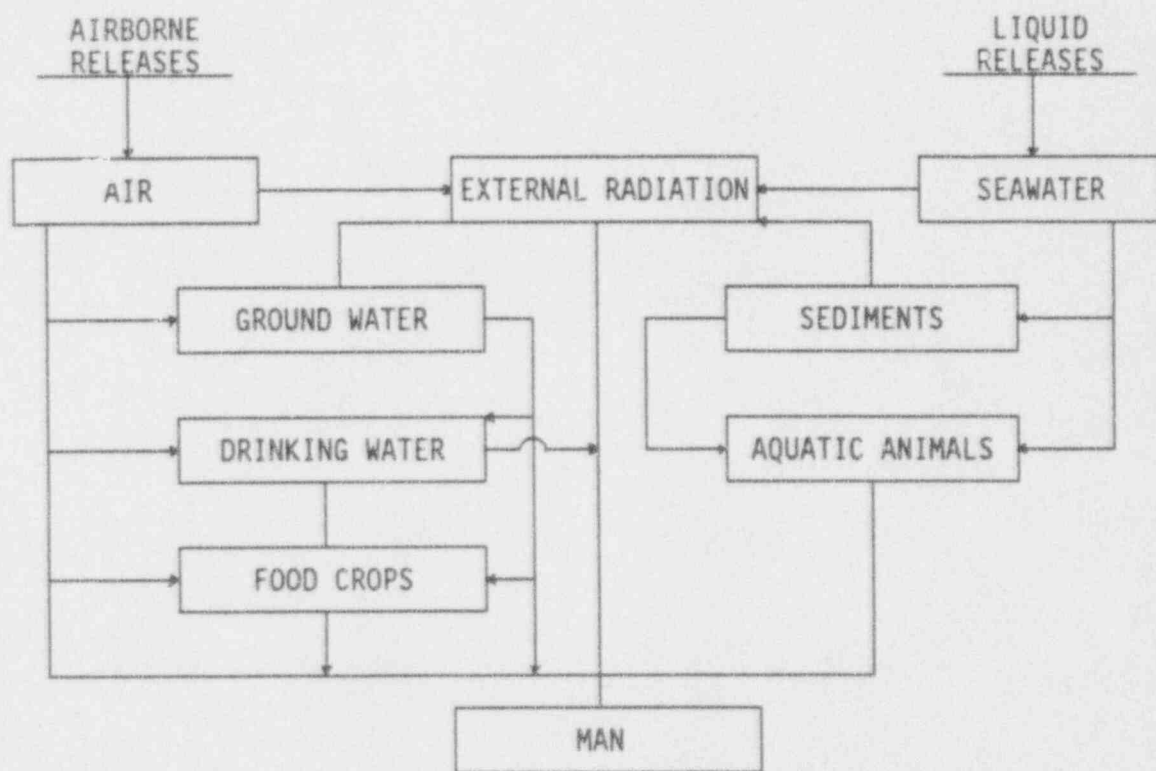 AIRBORNE
RELEASES
LIQUID
RELEASES
AIR
EXTERNAL RADIATION
SEAWATER
GROUND WATER
SEDIMENTS
DRINKING WATER
AQUATIC ANIMALS
FOOD CROPS
MAN